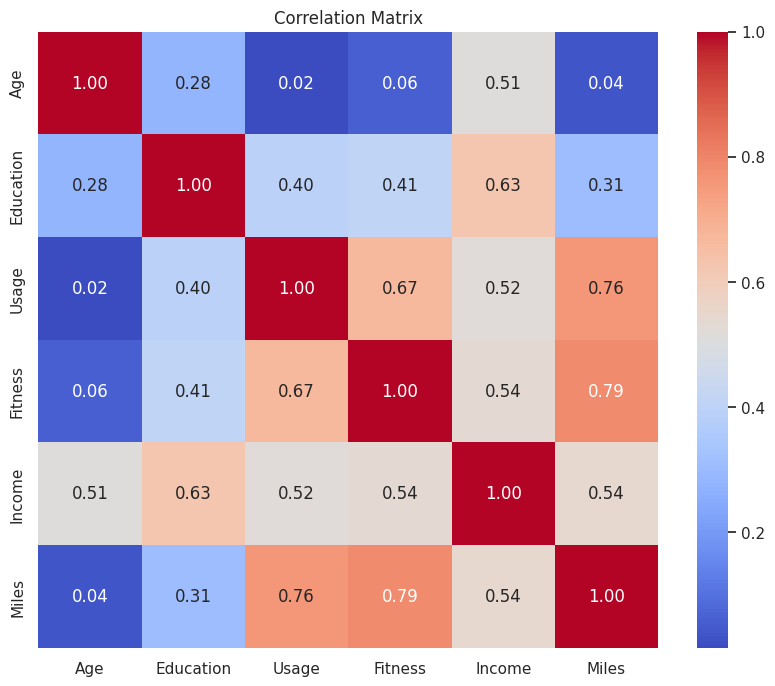 Correlation Matrix
Age 1.00 0.28 0.02 0.06 0.51 0.04
Education 0.28 1.00 0.40 0.41 0.63 0.31
Usage 0.02 0.40 1.00 0.67 0.52 0.76
Fitness 0.06 0.41 0.67 1.00 0.54 0.79
Income 0.51 0.63 0.52 0.54 1.00 0.54
Miles 0.04 0.31 0.76 0.79 0.54 1.00
Age Education Usage Fitness Income Miles
1.0
0.8
0.6
0.4
0.2